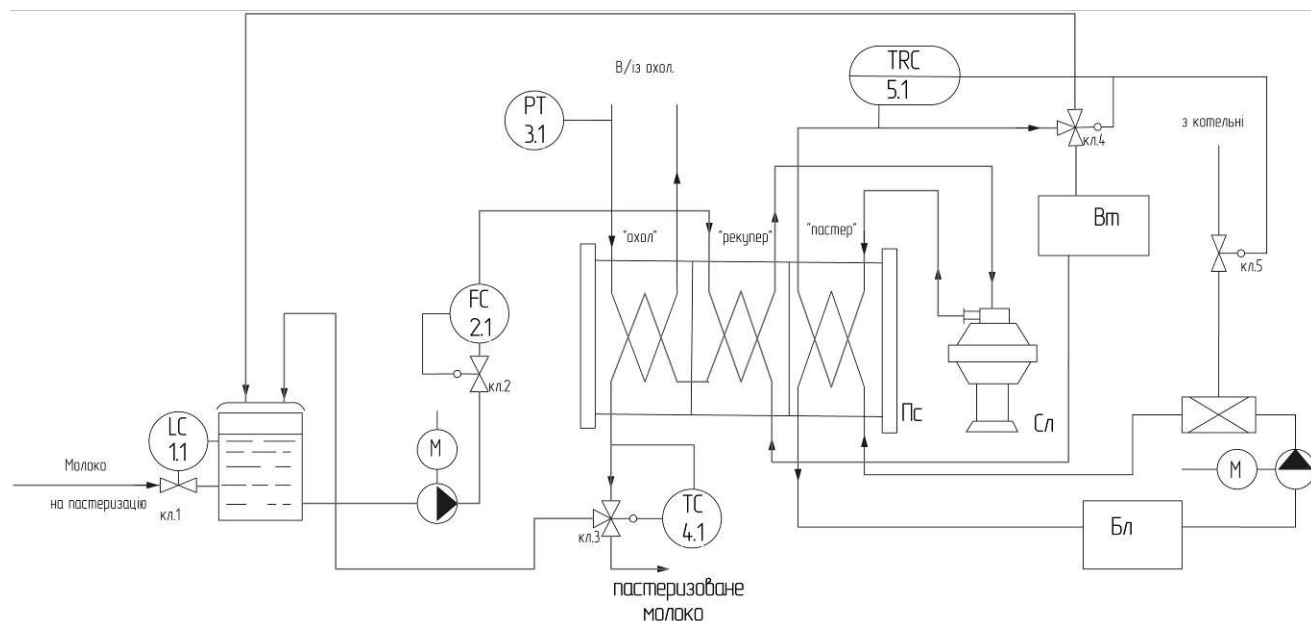 В/із охол.
TRC
5.1
PT
3.1
з котельні
кл.4
Вт
"охол"
"рекупер"
"пастер"
кл.5
FC
2.1
кл.2
LC
1.1
M
Пс
Сл
Молоко
на пастеризацію
кл.1
M
TC
4.1
кл.3
Бл
пастеризоване
молоко